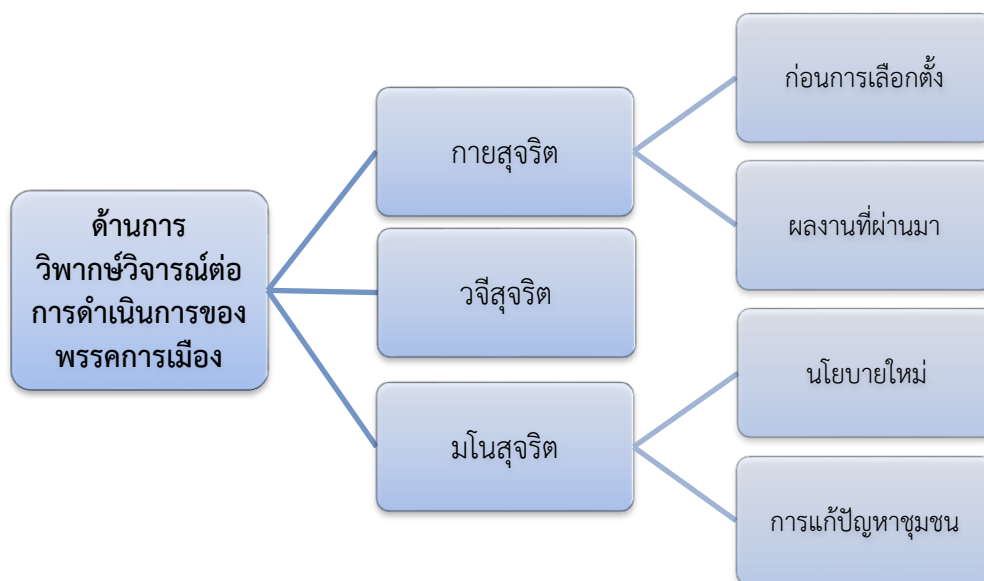 ด้านการ
วิพากษ์วิจารณ์ต่อ
การดำเนินการของ
พรรคการเมือง
กายสุจริต
วจีสุจริต
มโนสุจริต
ก่อนการเลือกตั้ง
ผลงานที่ผ่านมา
นโยบายใหม่
การแก้ปัญหาชุมชน